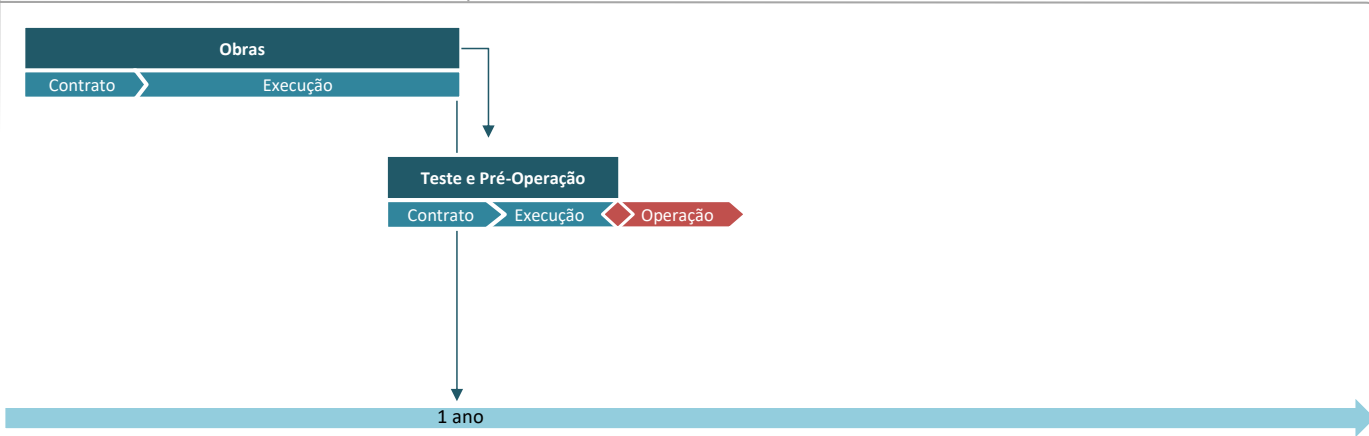 Obras
Contrato Execução
Teste e Pré-Operação
Contrato Execução Operação
1 ano